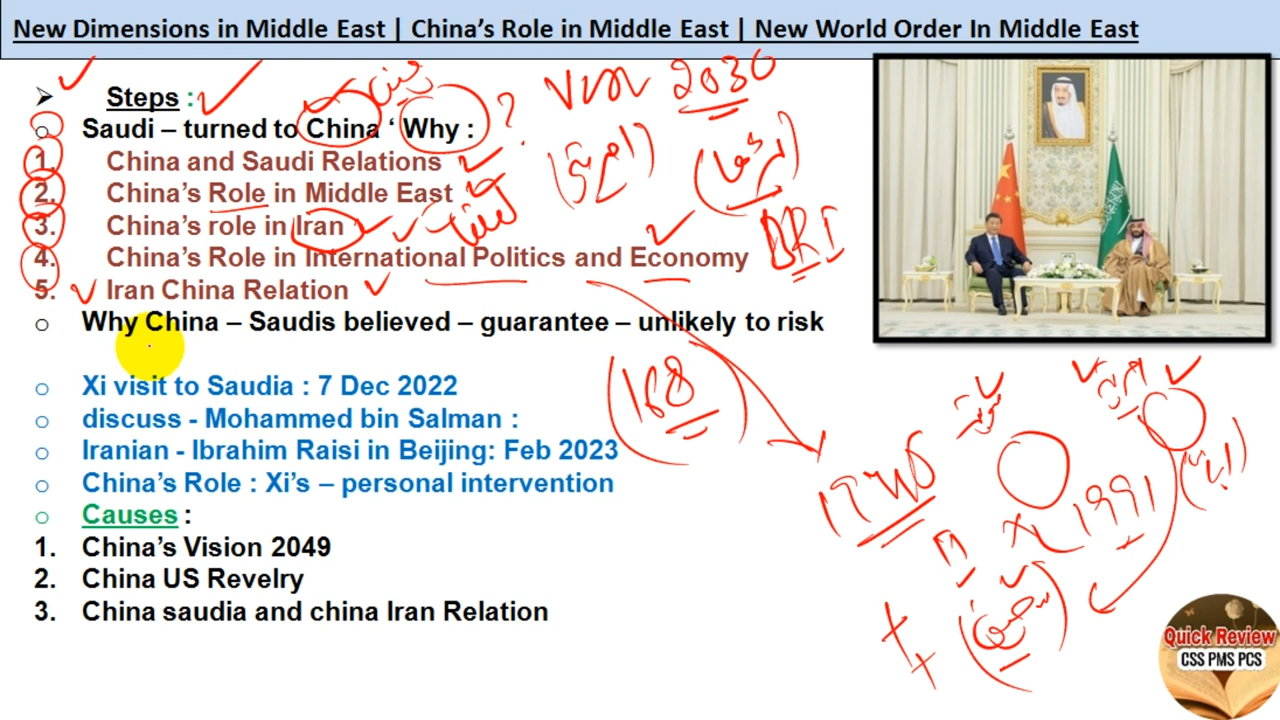 New Dimensions in Middle East | China’s Role in Middle East | New World Order In Middle East
➢ Steps :
o Saudi – turned to China ‘ Why :
?
Vision 2030
1. China and Saudi Relations
2. China’s Role in Middle East
3. China’s role in Iran
4. China’s Role in International Politics and Economy
BRI
5. Iran China Relation
o Why China – Saudis believed – guarantee – unlikely to risk
168
o Xi visit to Saudia : 7 Dec 2022
o discuss - Mohammed bin Salman :
o Iranian - Ibrahim Raisi in Beijing: Feb 2023
o China’s Role : Xi’s – personal intervention
1991
o Causes :
1. China’s Vision 2049
2. China US Revelry
3. China saudia and china Iran Relation
Quick Review
CSS PMS PCS